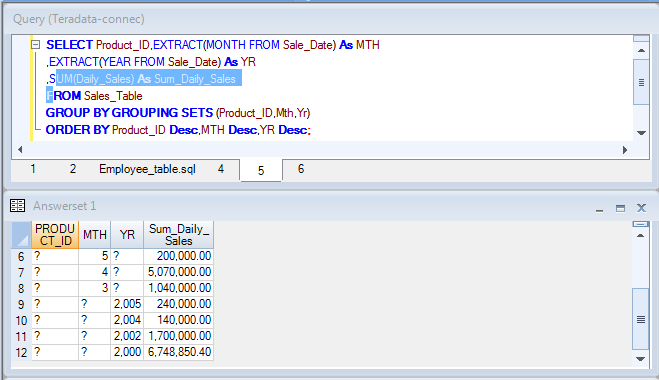 Query (Teradata-connec)
SELECT Product_ID,EXTRACT(MONTH FROM Sale_Date) As MTH
,EXTRACT(YEAR FROM Sale_Date) As YR
,SUM(Daily_Sales) As Sum_Daily_Sales
FROM Sales_Table
GROUP BY GROUPING SETS (Product_ID,Mth,Yr)
ORDER BY Product_ID Desc,MTH Desc,YR Desc;
1 2 Employee_table.sql 4 5 6
Answerset 1
PRODU MTH YR Sum_Daily_
CT_ID Sales
6 ? 5 ? 200,000.00
7 ? 4 ? 5,070,000.00
8 ? 3 ? 1,040,000.00
9 ? ? 2,005 240,000.00
10 ? ? 2,004 140,000.00
11 ? ? 2,002 1,700,000.00
12 ? ? 2,000 6,748,850.40